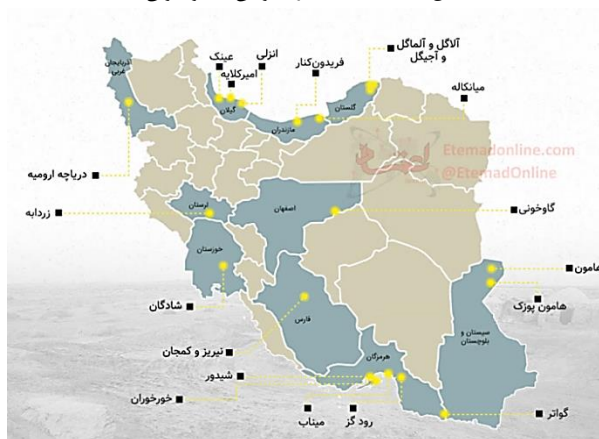 عینک
امیرکلایه
انزلی
فریدون‌کنار
آلاگل و آلماگل
و آجیگل
میانکاله
آذربایجان
غربی
گیلان
مازندران
گلستان
Etemadonline.com
@EtemadOnline
دریاچه ارومیه
زردابه
لرستان
اصفهان
گاوخونی
خوزستان
هامون
هامون پوزک
شادگان
فارس
سیستان و
بلوچستان
نیریز و کمجان
هرمزگان
شیدور
خورخوران
میناب
رود گز
گواتر